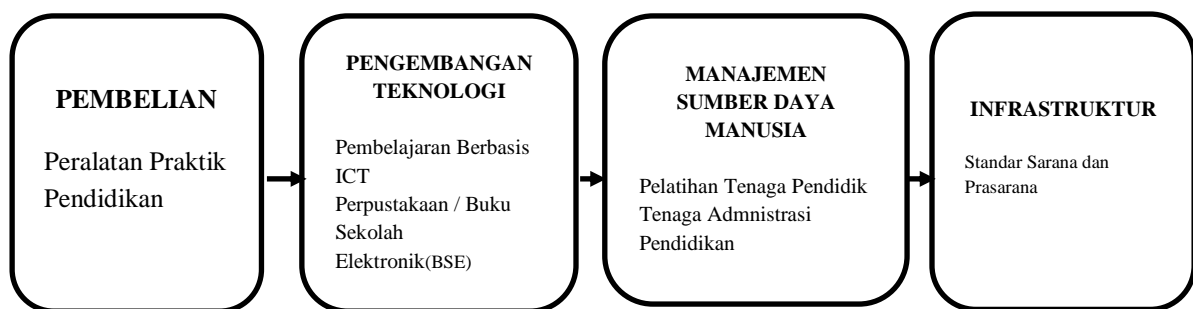 PEMBELIAN
Peralatan Praktik
Pendidikan
PENGEMBANGAN
TEKNOLOGI
Pembelajaran Berbasis
ICT
Perpustakaan / Buku
Sekolah
Elektronik(BSE)
MANAJEMEN
SUMBER DAYA
MANUSIA
Pelatihan Tenaga Pendidik
Tenaga Admnistrasi
Pendidikan
INFRASTRUKTUR
Standar Sarana dan
Prasarana